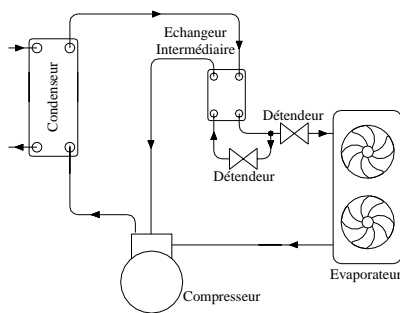 Echangeur
Intermédiaire
Condenseur
Détendeur
Détendeur
Evaporateur
Compresseur